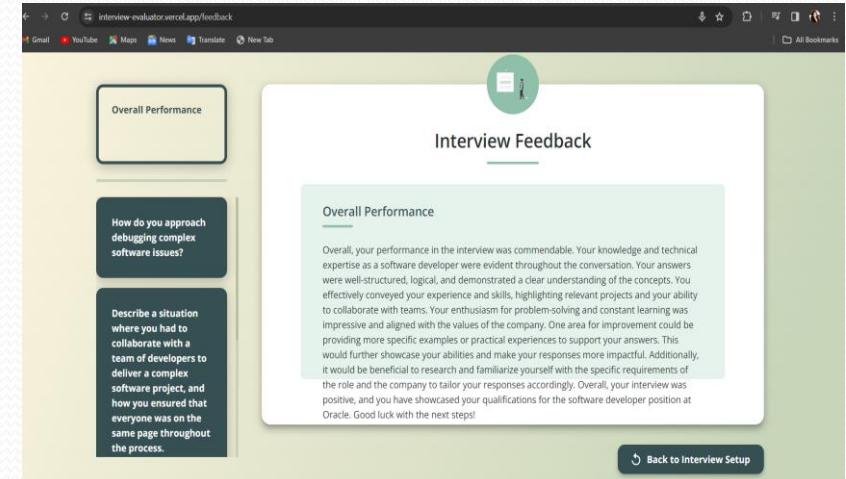 interview-evaluator.vercel.app/feedback
Gmail YouTube Maps News Translate New Tab All Bookmarks
Overall Performance
How do you approach
debugging complex
software issues?
Describe a situation
where you had to
collaborate with a
team of developers to
deliver a complex
software project, and
how you ensured that
everyone was on the
same page throughout
the process.
Interview Feedback
Overall Performance
Overall, your performance in the interview was commendable. Your knowledge and technical
expertise as a software developer were evident throughout the conversation. Your answers
were well-structured, logical, and demonstrated a clear understanding of the concepts. You
effectively conveyed your experience and skills, highlighting relevant projects and your ability
to collaborate with teams. Your enthusiasm for problem-solving and constant learning was
impressive and aligned with the values of the company. One area for improvement could be
providing more specific examples or practical experiences to support your answers. This
would further showcase your abilities and make your responses more impactful. Additionally,
it would be beneficial to research and familiarize yourself with the specific requirements of
the role and the company to tailor your responses accordingly. Overall, your interview was
positive, and you have showcased your qualifications for the software developer position at
Oracle. Good luck with the next steps!
Back to Interview Setup